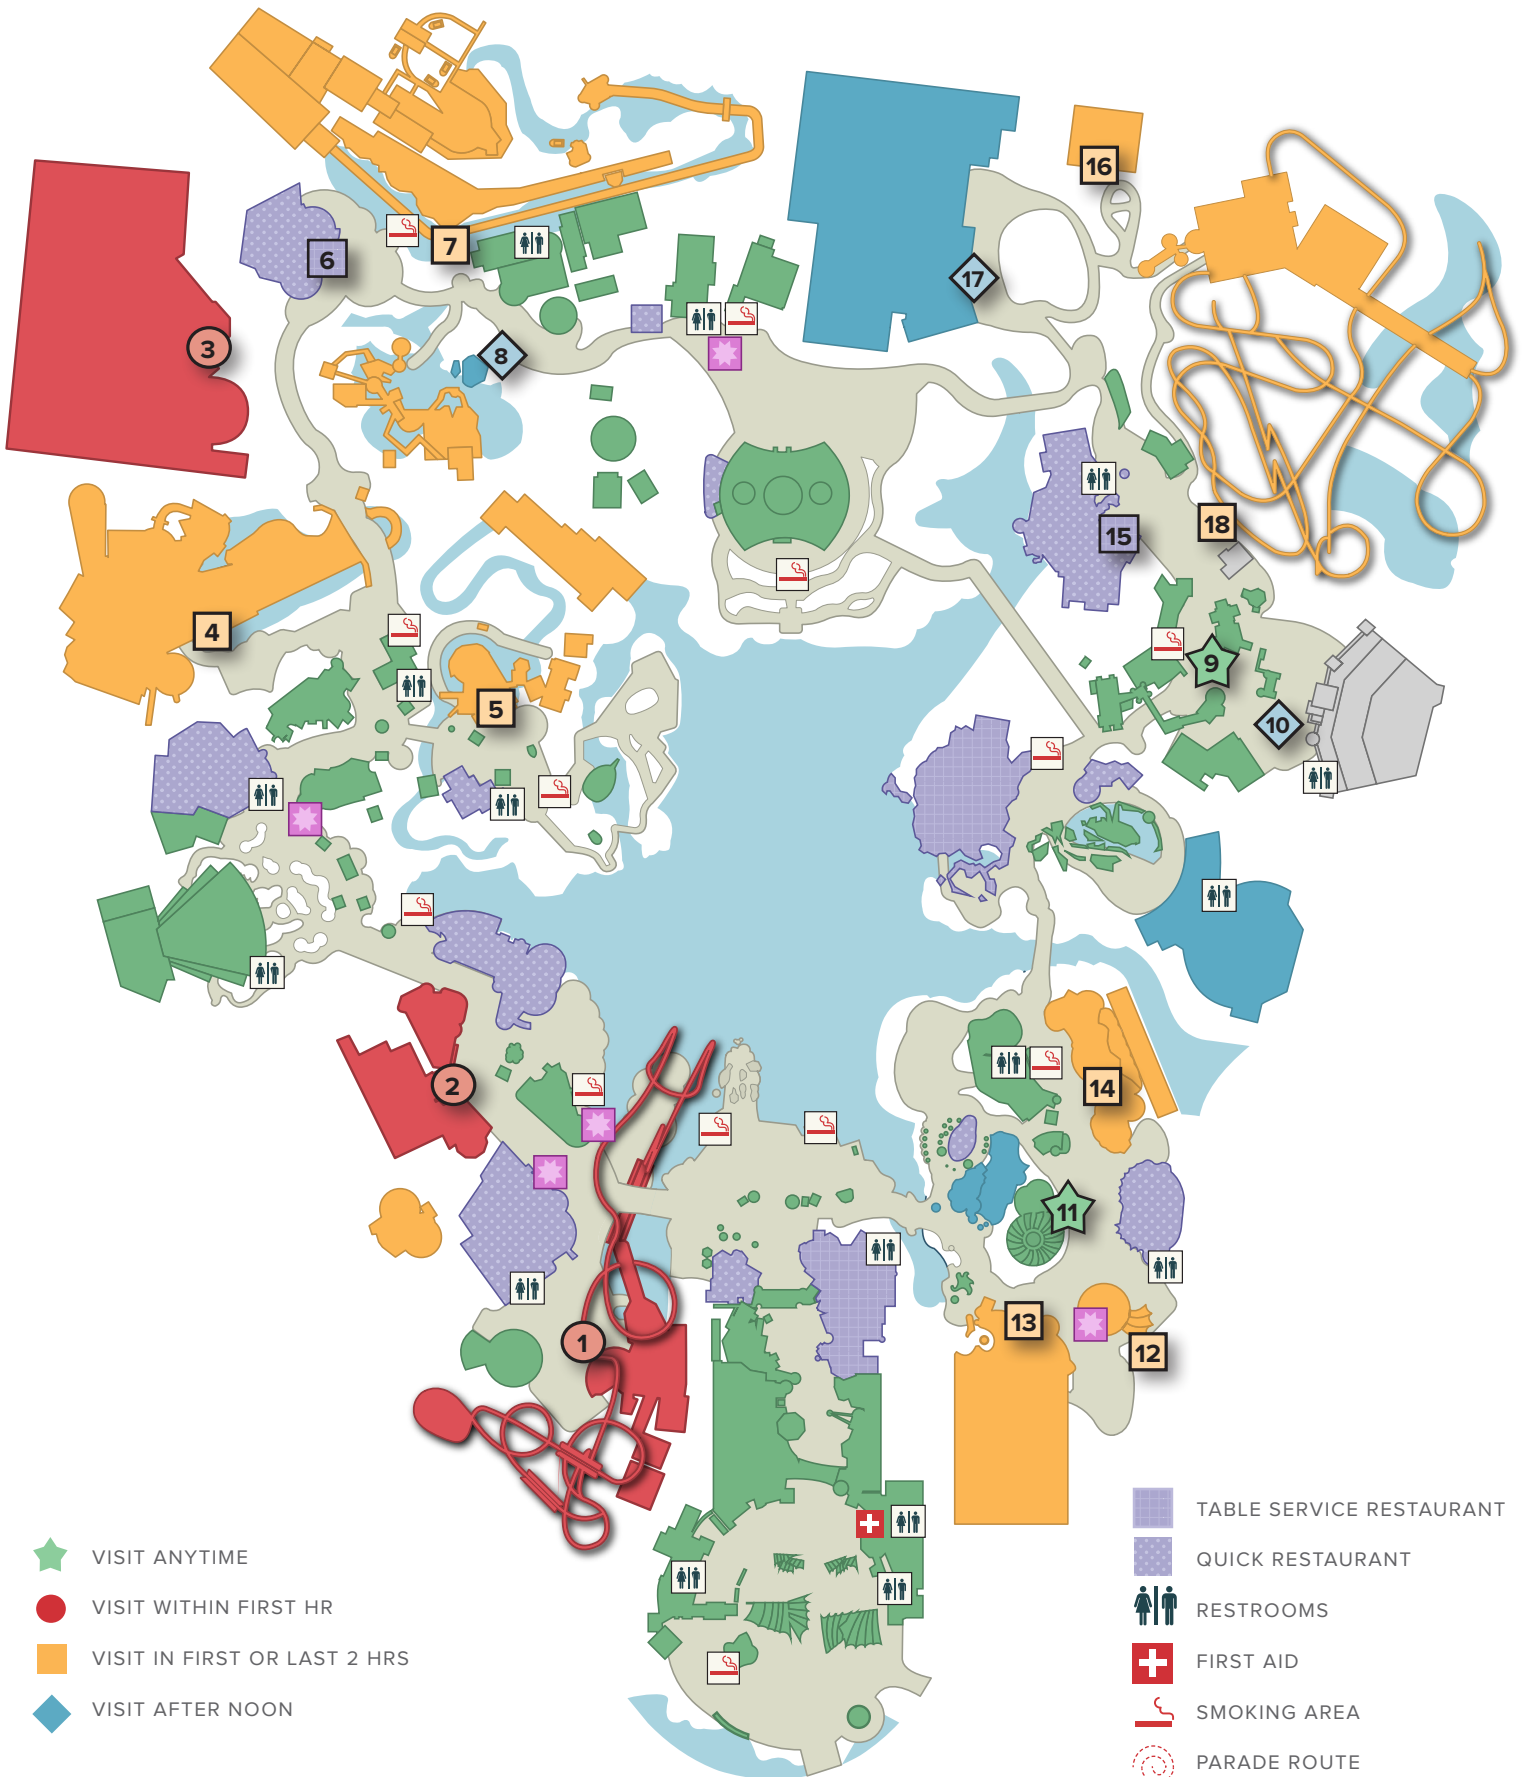 16
7
6
17
3
8
18
15
4
9
5
10
14
2
11
13
1
12
VISIT ANYTIME
VISIT WITHIN FIRST HR
VISIT IN FIRST OR LAST 2 HRS
VISIT AFTER NOON
TABLE SERVICE RESTAURANT
QUICK RESTAURANT
RESTROOMS
FIRST AID
SMOKING AREA
PARADE ROUTE